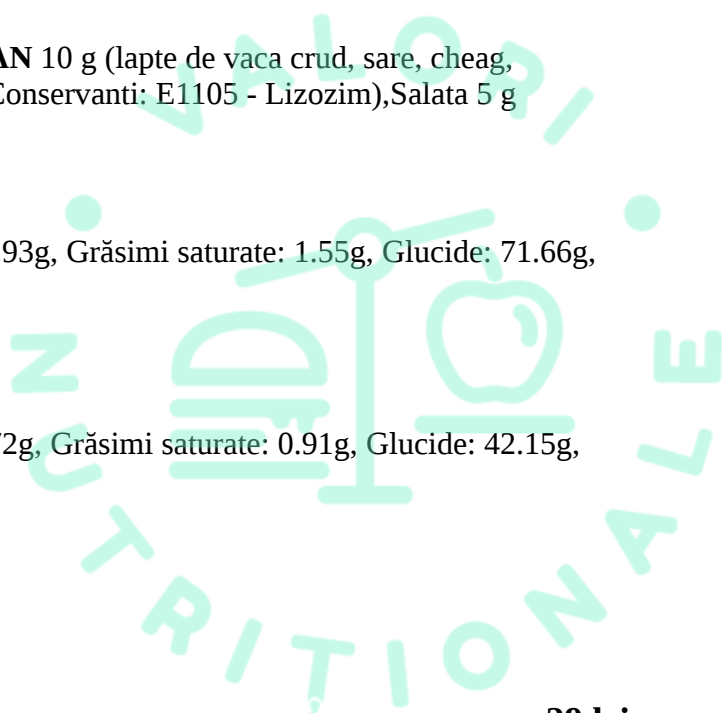 AN 10 g (lapte de vaca crud, sare, cheag,
Conservanti: E1105 - Lizozim),Salata 5 g
93g, Grăsimi saturate: 1.55g, Glucide: 71.66g,
2g, Grăsimi saturate: 0.91g, Glucide: 42.15g,
VALORI
NUTRITIONALE